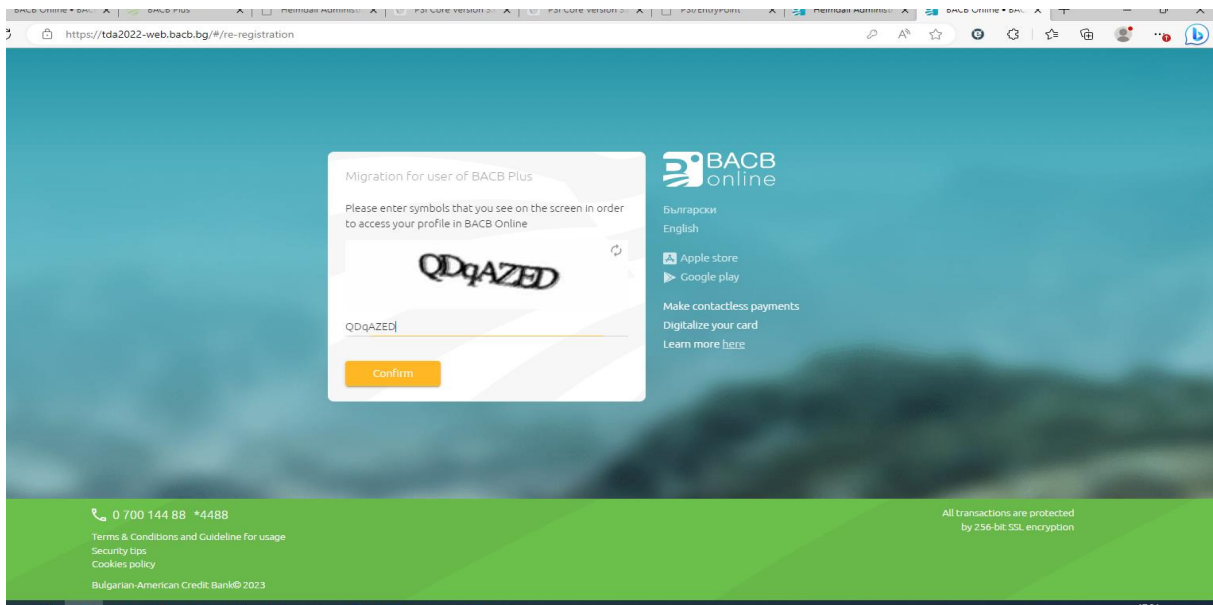 BACB Plus
https://tda2022-web.bacb.bg/#/re-registration
Migration for user of BACB Plus
Please enter symbols that you see on the screen in order
to access your profile in BACB Online
QDqAZED
QDqAZED
Confirm
BACB
online
Български
English
Apple store
Google play
Make contactless payments
Digitalize your card
Learn more here
0 700 144 88 *4488
Terms & Conditions and Guideline for usage
Security tips
Cookies policy
Bulgarian-American Credit Bank© 2023
All transactions are protected
by 256-bit SSL encryption